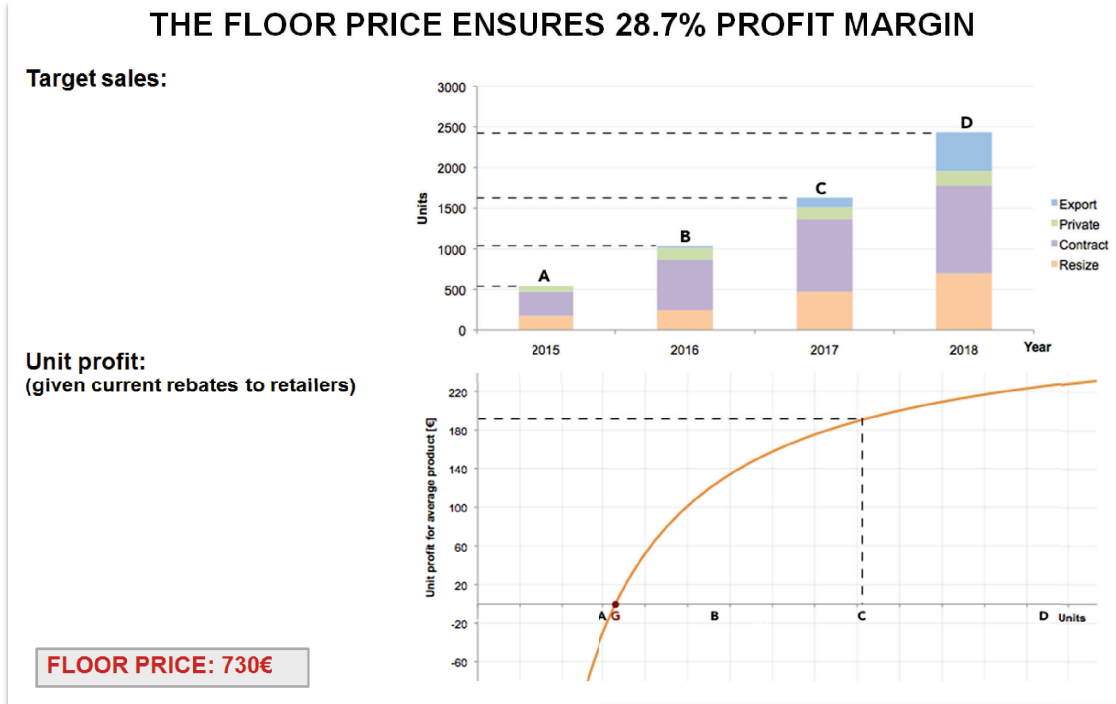 THE FLOOR PRICE ENSURES 28.7% PROFIT MARGIN
Target sales:
3000
2500
2000
1500
1000
500
0
Units
A
B
C
D
Export
Private
Contract
Resize
2015
2016
2017
2018
Year
Unit profit:
(given current rebates to retailers)
220
180
140
100
60
20
-20
-60
Unit profit for average product [€]
A G
B
C
D
Units
FLOOR PRICE: 730€